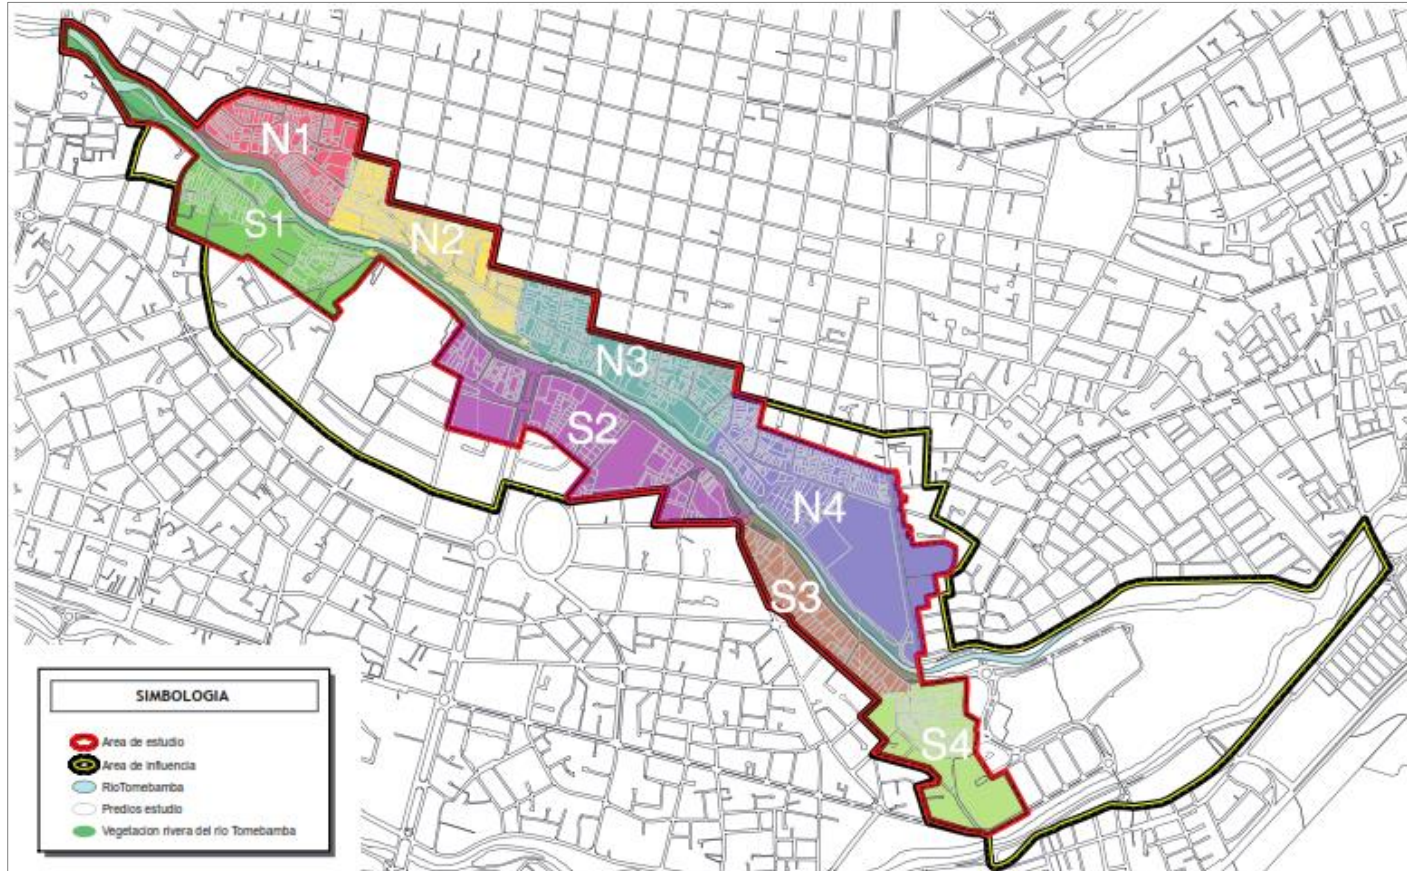 N1
S1
N2
N3
S2
N4
S3
S4
SIMBOLOGIA
Area de estudio
Area de influencia
RioTomebamba
Predios estudio
Vegetacion rivera del rio Tomebamba